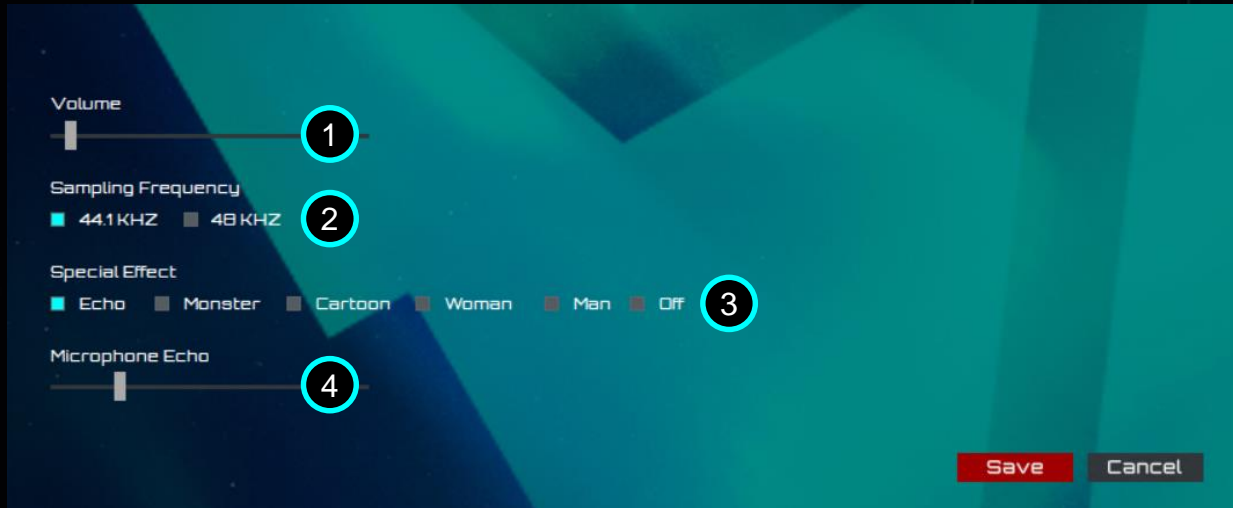 Volume
1
Sampling Frequency
44.1 KHZ 48 KHZ 2
Special Effect
Echo Monster Cartoon Woman Man Off 3
Microphone Echo
4
Save Cancel